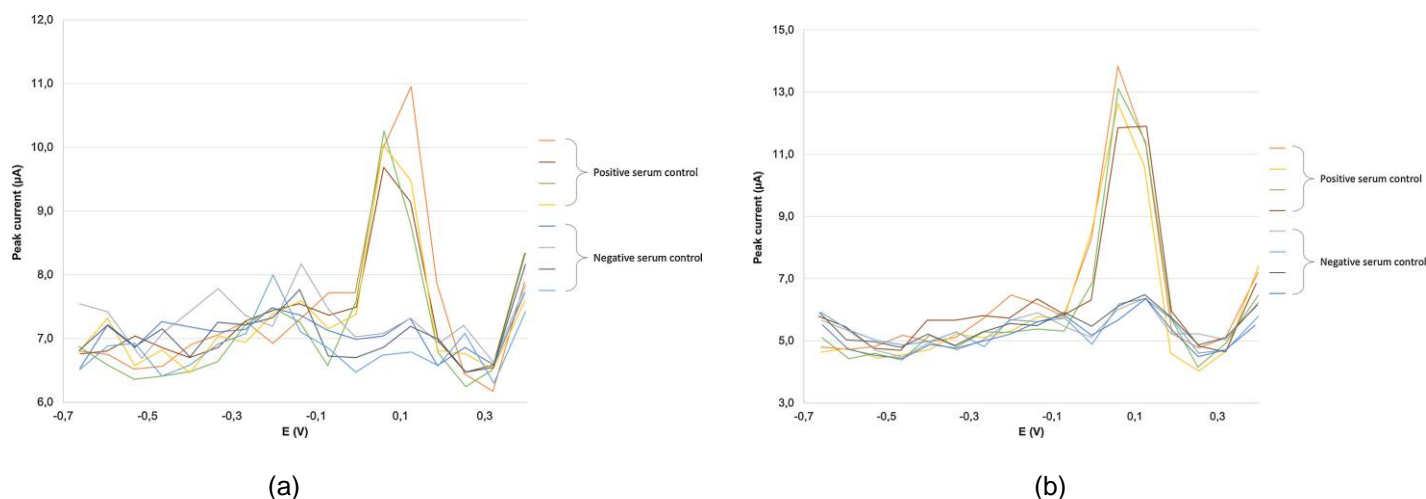 12,0
11,0
10,0
9,0
8,0
7,0
6,0
Peak current (µA)
-0,7
-0,5
-0,3
-0,1
0,1
0,3
E (V)
Positive serum control
Negative serum control
(a)
15,0
13,0
11,0
9,0
7,0
5,0
3,0
Peak current (µA)
-0,7
-0,5
-0,3
-0,1
0,1
0,3
E (V)
Positive serum control
Negative serum control
(b)